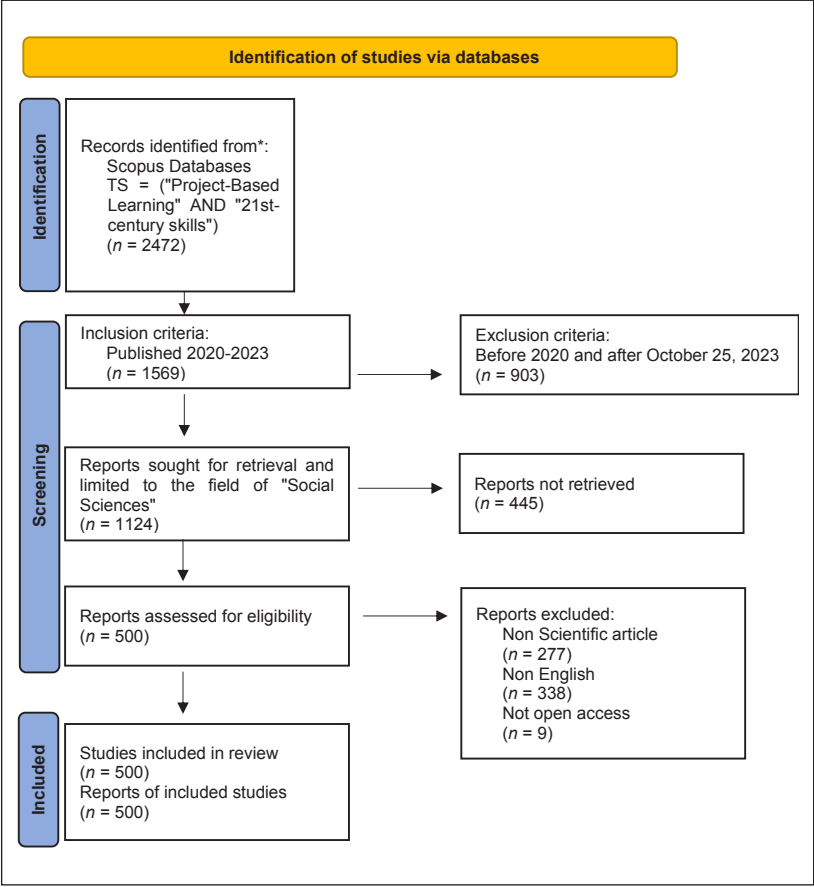 Identification of studies via databases
Identification
Records identified from*:
Scopus Databases
TS = ("Project-Based
Learning" AND "21st-
century skills")
(n = 2472)
Screening
Inclusion criteria:
Published 2020-2023
(n = 1569)
Exclusion criteria:
Before 2020 and after October 25, 2023
(n = 903)
Reports sought for retrieval and
limited to the field of "Social
Sciences"
(n = 1124)
Reports not retrieved
(n = 445)
Reports assessed for eligibility
(n = 500)
Reports excluded:
Non Scientific article
(n = 277)
Non English
(n = 338)
Not open access
(n = 9)
Included
Studies included in review
(n = 500)
Reports of included studies
(n = 500)